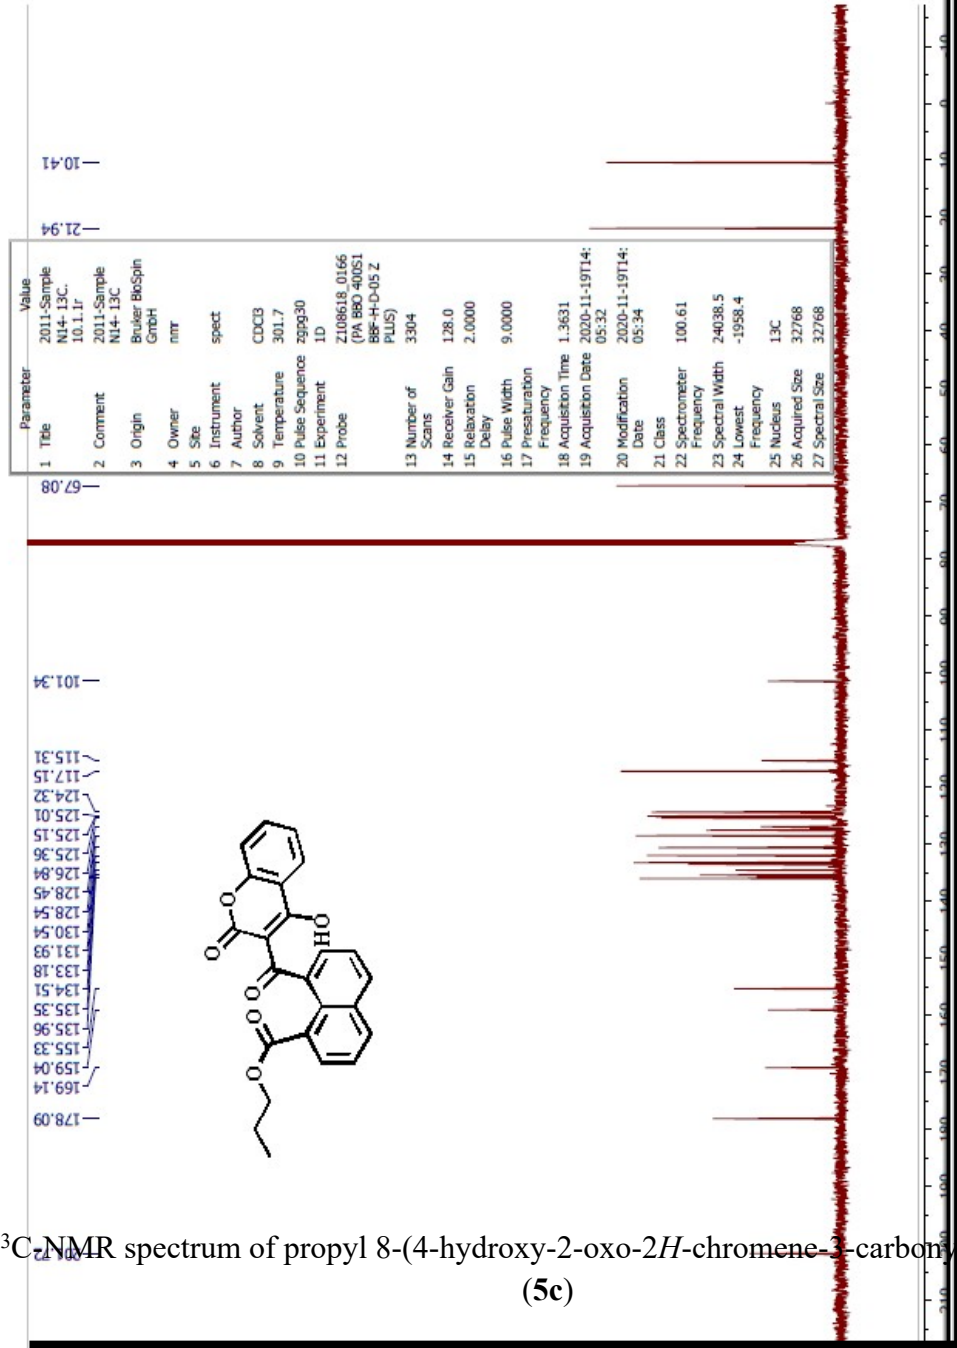 10.41
21.94
67.08
101.34
115.31
117.15
124.32
125.01
125.15
125.36
126.84
128.45
128.54
130.54
131.93
133.18
134.51
135.35
135.96
155.33
159.04
169.14
178.09
Parameter Value
1 Title 2011-Sample
N14- 13C.
10.1.1r
2 Comment 2011-Sample
N14- 13C
3 Origin Bruker BioSpin
GmbH
4 Owner nmr
5 Site
6 Instrument spect
7 Author
8 Solvent CDCl3
9 Temperature 301.7
10 Pulse Sequence zgpg30
11 Experiment 1D
12 Probe Z108618_0166
(PA BBO 400S1
BBF-H-D-05 Z
PLUS)
13 Number of 3304
Scans
14 Receiver Gain 128.0
15 Relaxation 2.0000
Delay
16 Pulse Width 9.0000
17 Presaturation
Frequency
18 Acquisition Time 1.3631
19 Acquisition Date 2020-11-19T14:
05:32
20 Modification 2020-11-19T14:
Date 05:34
21 Class
22 Spectrometer 100.61
Frequency
23 Spectral Width 24038.5
24 Lowest -1958.4
Frequency
25 Nucleus 13C
26 Acquired Size 32768
27 Spectral Size 32768
O
O
HO
O
O
O
-10
0
10
20
30
40
50
60
70
80
90
100
110
120
130
140
150
160
170
180
190
200
210
³C-NMR spectrum of propyl 8-(4-hydroxy-2-oxo-2H-chromene-3-carbony
(5c)